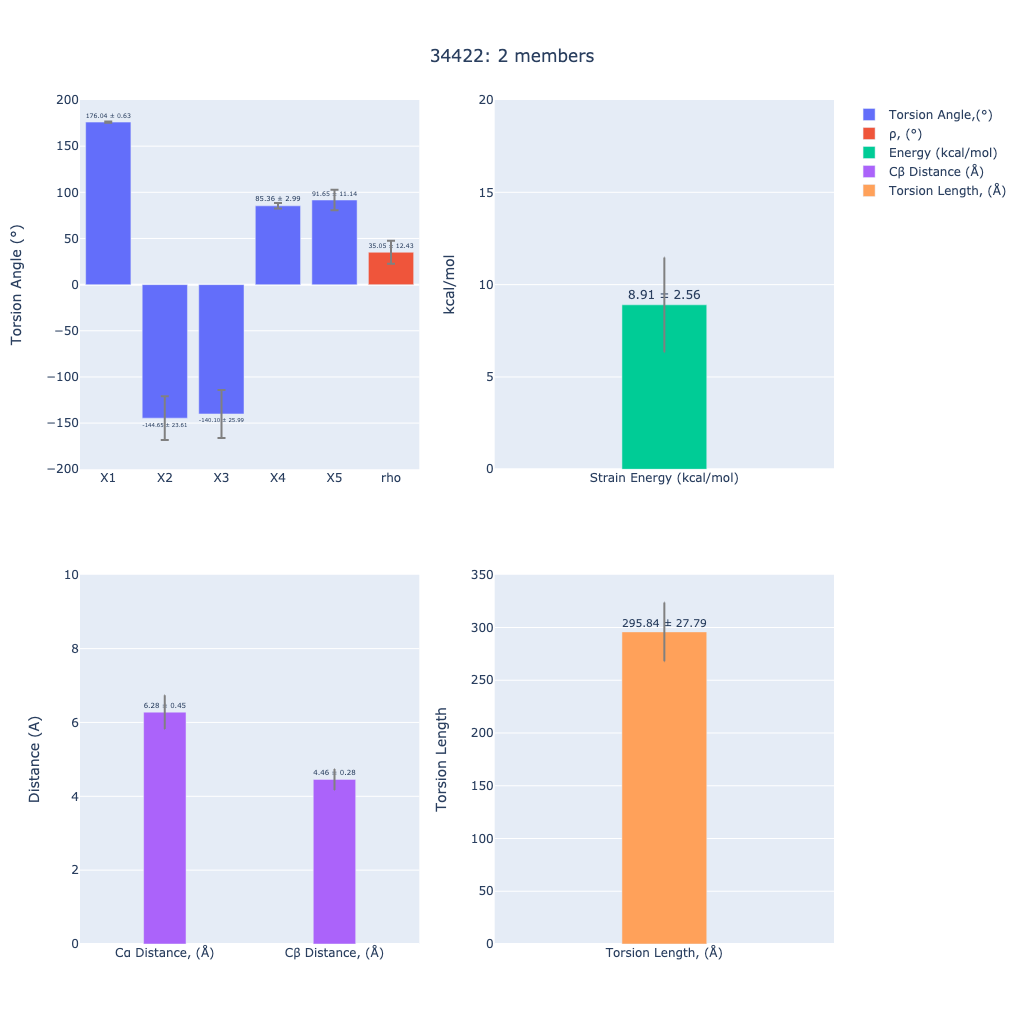 34422: 2 members
Torsion Angle (°)
200
150
100
50
0
−50
−100
−150
−200
176.04 ± 0.63
-144.65 ± 23.61
-140.10 ± 25.99
85.36 ± 2.99
91.65 ± 11.14
35.05 ± 12.43
X1 X2 X3 X4 X5 rho
kcal/mol
20
15
10
5
0
8.91 ± 2.56
Strain Energy (kcal/mol)
Torsion Angle,(°)
ρ, (°)
Energy (kcal/mol)
Cβ Distance (Å)
Torsion Length, (Å)
Distance (A)
10
8
6
4
2
0
6.28 ± 0.45
4.46 ± 0.28
Cα Distance, (Å) Cβ Distance, (Å)
Torsion Length
350
300
250
200
150
100
50
0
295.84 ± 27.79
Torsion Length, (Å)